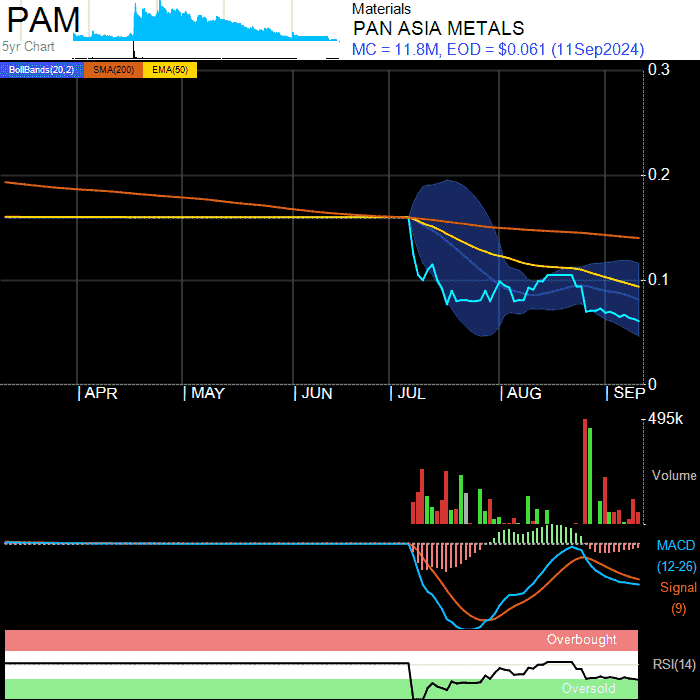 PAM
5yr Chart
Materials
PAN ASIA METALS
MC = 11.8M, EOD = $0.061 (11Sep2024)
BollBands(20,2) SMA(200) EMA(50)
0.3
0.2
0.1
0
APR MAY JUN JUL AUG SEP
495k
Volume
MACD
(12-26)
Signal
(9)
Overbought
RSI(14)
Oversold